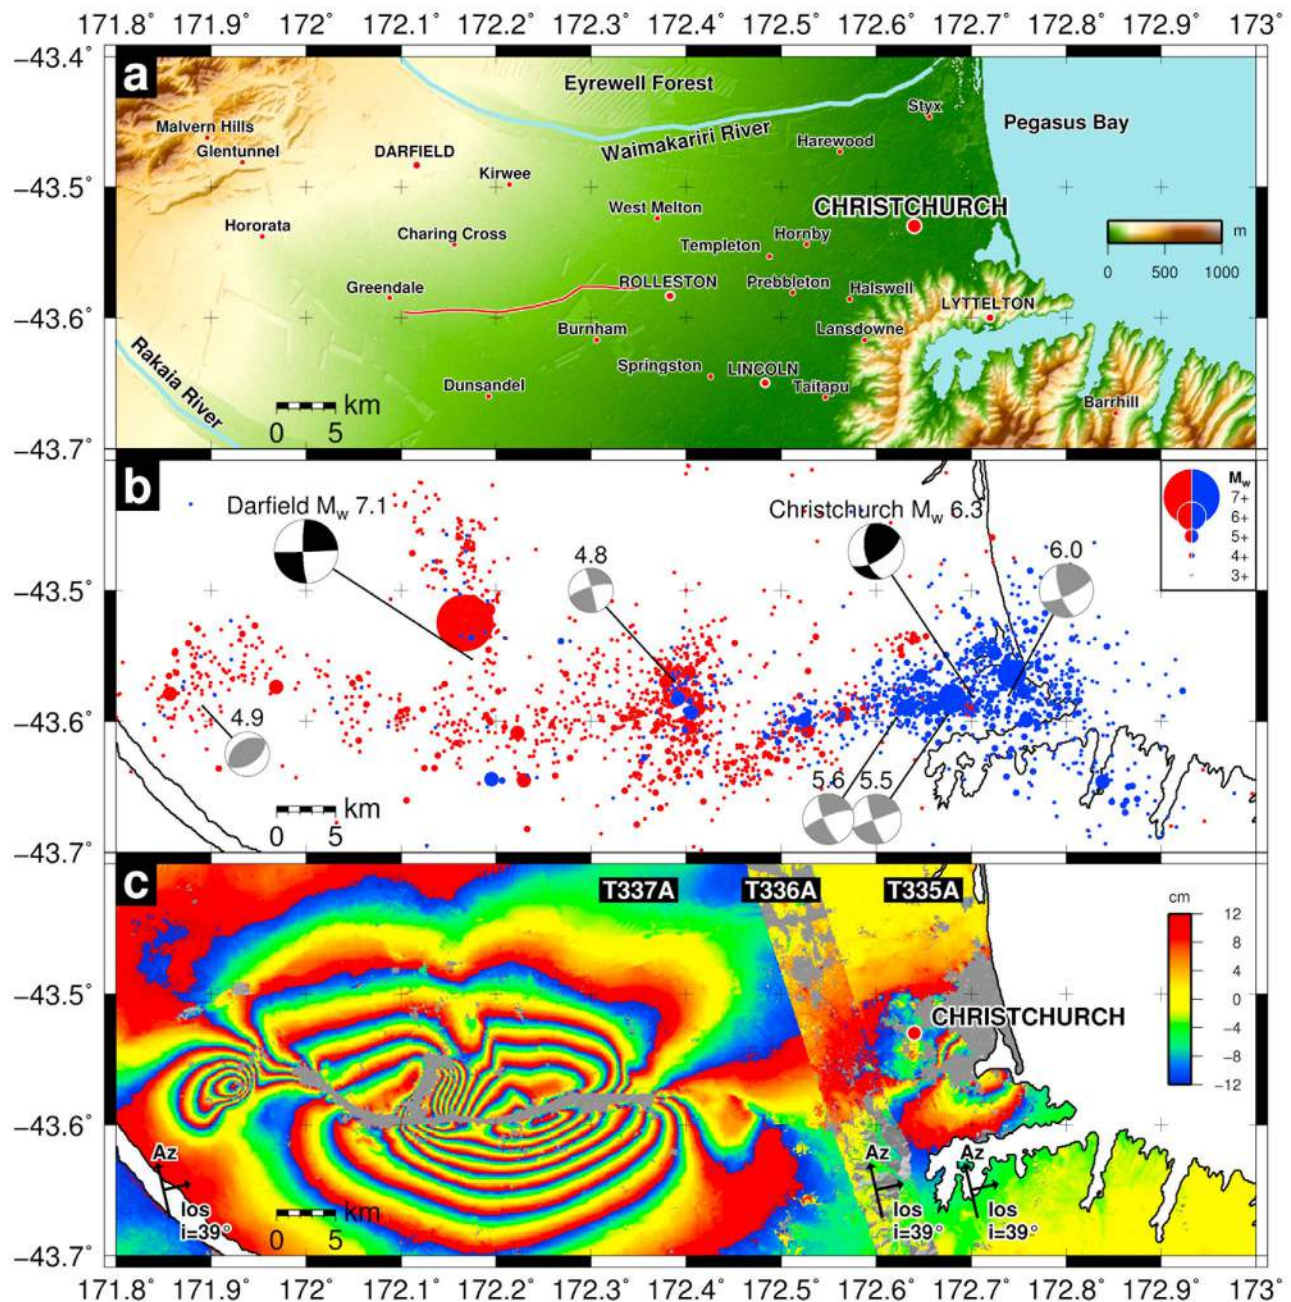 171.8° 171.9° 172° 172.1° 172.2° 172.3° 172.4° 172.5° 172.6° 172.7° 172.8° 172.9° 173°
−43.4°
a
Eyrewell Forest
Styx
Malvern Hills
Pegasus Bay
Waimakariri River
Harewood
Glentunnel
DARFIELD
Kirwee
−43.5°
West Melton
CHRISTCHURCH
Hororata
Charing Cross
Hornby
m
Templeton
0 500 1000
Greendale
ROLLESTON
Prebbleton
Halswell
LYTTELTON
−43.6°
Burnham
Lansdowne
Rakaia River
Springston
LINCOLN
Dunsandel
Taitapu
Barrhill
km
0 5
−43.7°
b
Mw
7+
6+
5+
4+
3+
Darfield Mw 7.1
Christchurch Mw 6.3
4.8
6.0
−43.5°
−43.6°
4.9
5.6 5.5
km
0 5
−43.7°
c
T337A T336A T335A
cm
12
8
4
0
−4
−8
−12
−43.5°
CHRISTCHURCH
−43.6°
Az
los
i=39°
km
0 5
Az
los
i=39°
Az
los
i=39°
−43.7°
171.8° 171.9° 172° 172.1° 172.2° 172.3° 172.4° 172.5° 172.6° 172.7° 172.8° 172.9° 173°